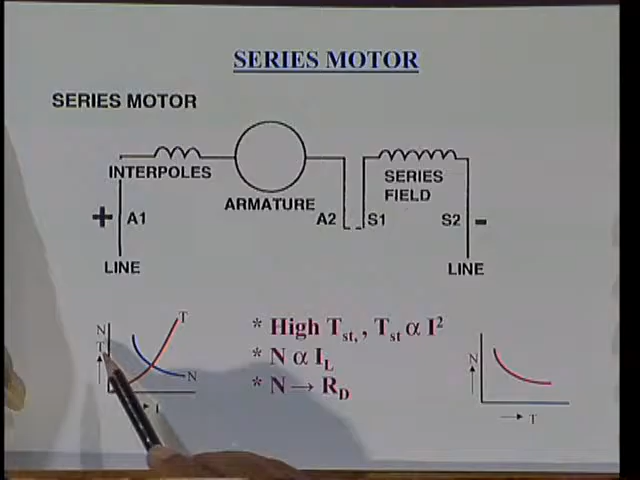 SERIES MOTOR
SERIES MOTOR
INTERPOLES
ARMATURE
SERIES
FIELD
+ A1
A2
S1
S2 -
LINE
LINE
N
T
T
N
I
* High Tst, , Tst α I²
* N α IL
* N → RD
N
T